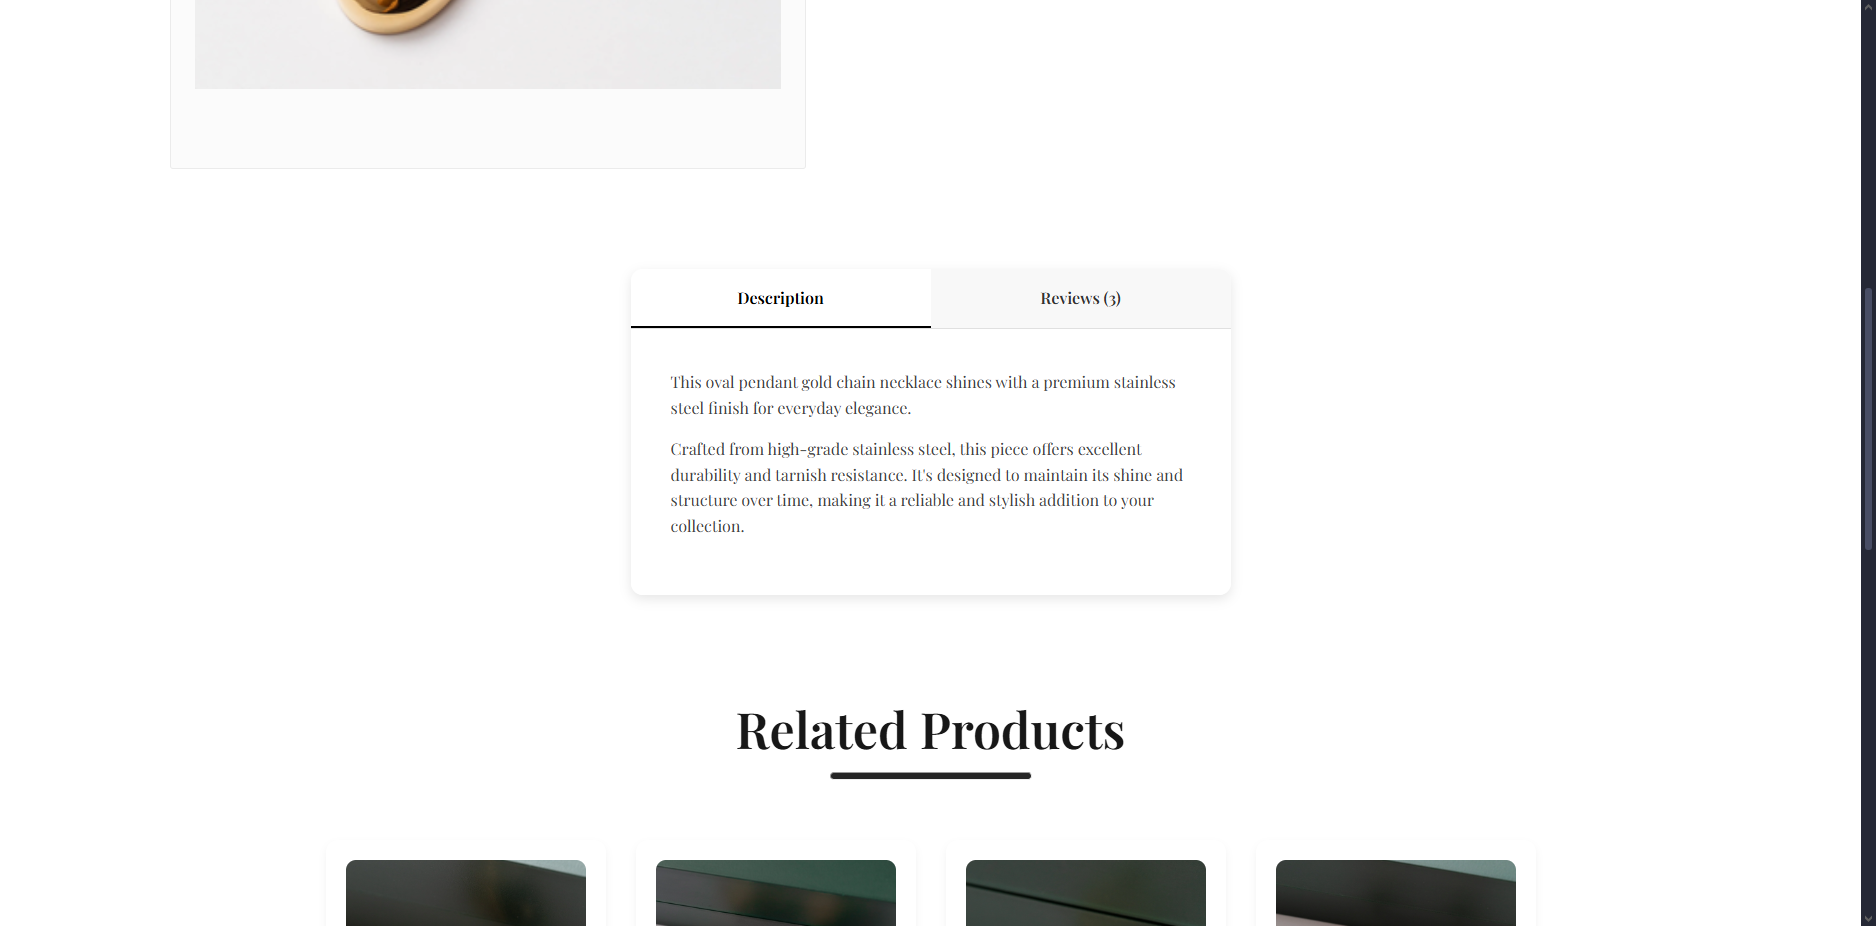 Description
Reviews (3)
This oval pendant gold chain necklace shines with a premium stainless
steel finish for everyday elegance.
Crafted from high-grade stainless steel, this piece offers excellent
durability and tarnish resistance. It's designed to maintain its shine and
structure over time, making it a reliable and stylish addition to your
collection.
Related Products